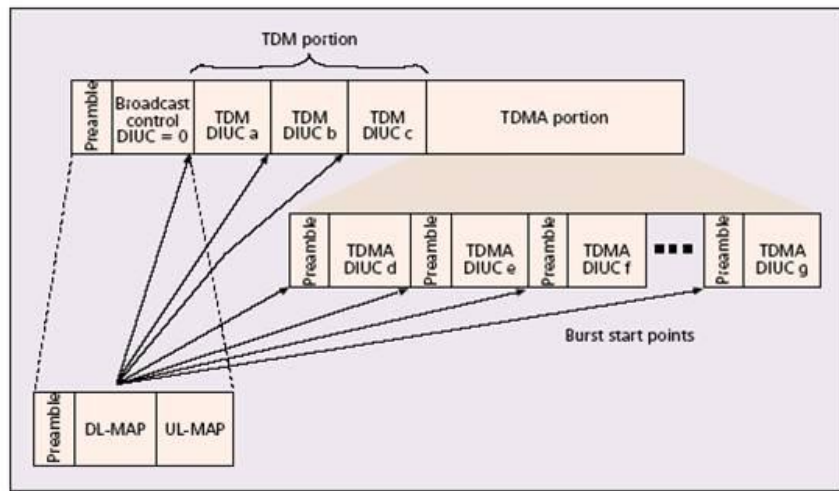 TDM portion
Preamble
Broadcast
control
DIUC = 0
TDM
DIUC a
TDM
DIUC b
TDM
DIUC c
TDMA portion
Preamble
TDMA
DIUC d
Preamble
TDMA
DIUC e
Preamble
TDMA
DIUC f
Preamble
TDMA
DIUC g
Burst start points
Preamble
DL-MAP
UL-MAP